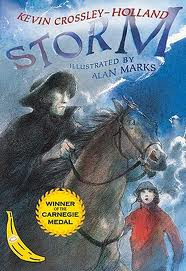 KEVIN CROSSLEY-HOLLAND
STORM
ILLUSTRATED BY
ALAN MARKS
WINNER
OF THE
CARNEGIE
MEDAL